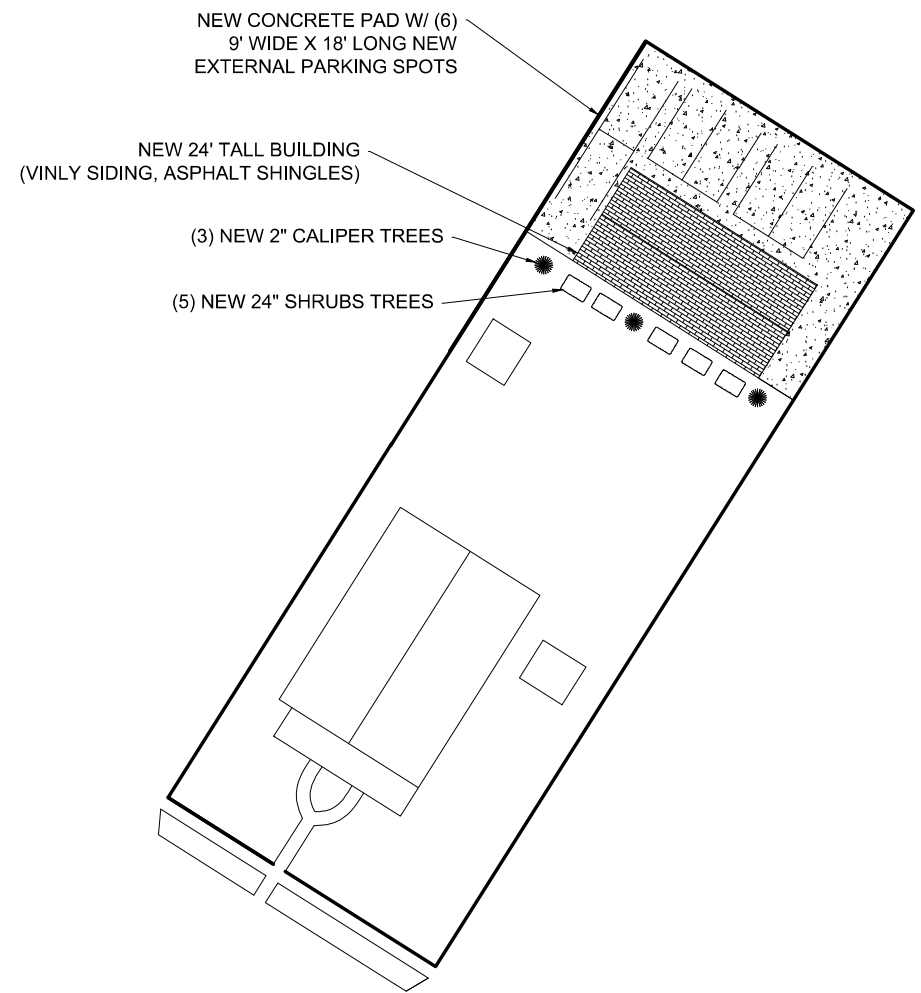 NEW CONCRETE PAD W/ (6)
9' WIDE X 18' LONG NEW
EXTERNAL PARKING SPOTS
NEW 24' TALL BUILDING
(VINLY SIDING, ASPHALT SHINGLES)
(3) NEW 2" CALIPER TREES
(5) NEW 24" SHRUBS TREES